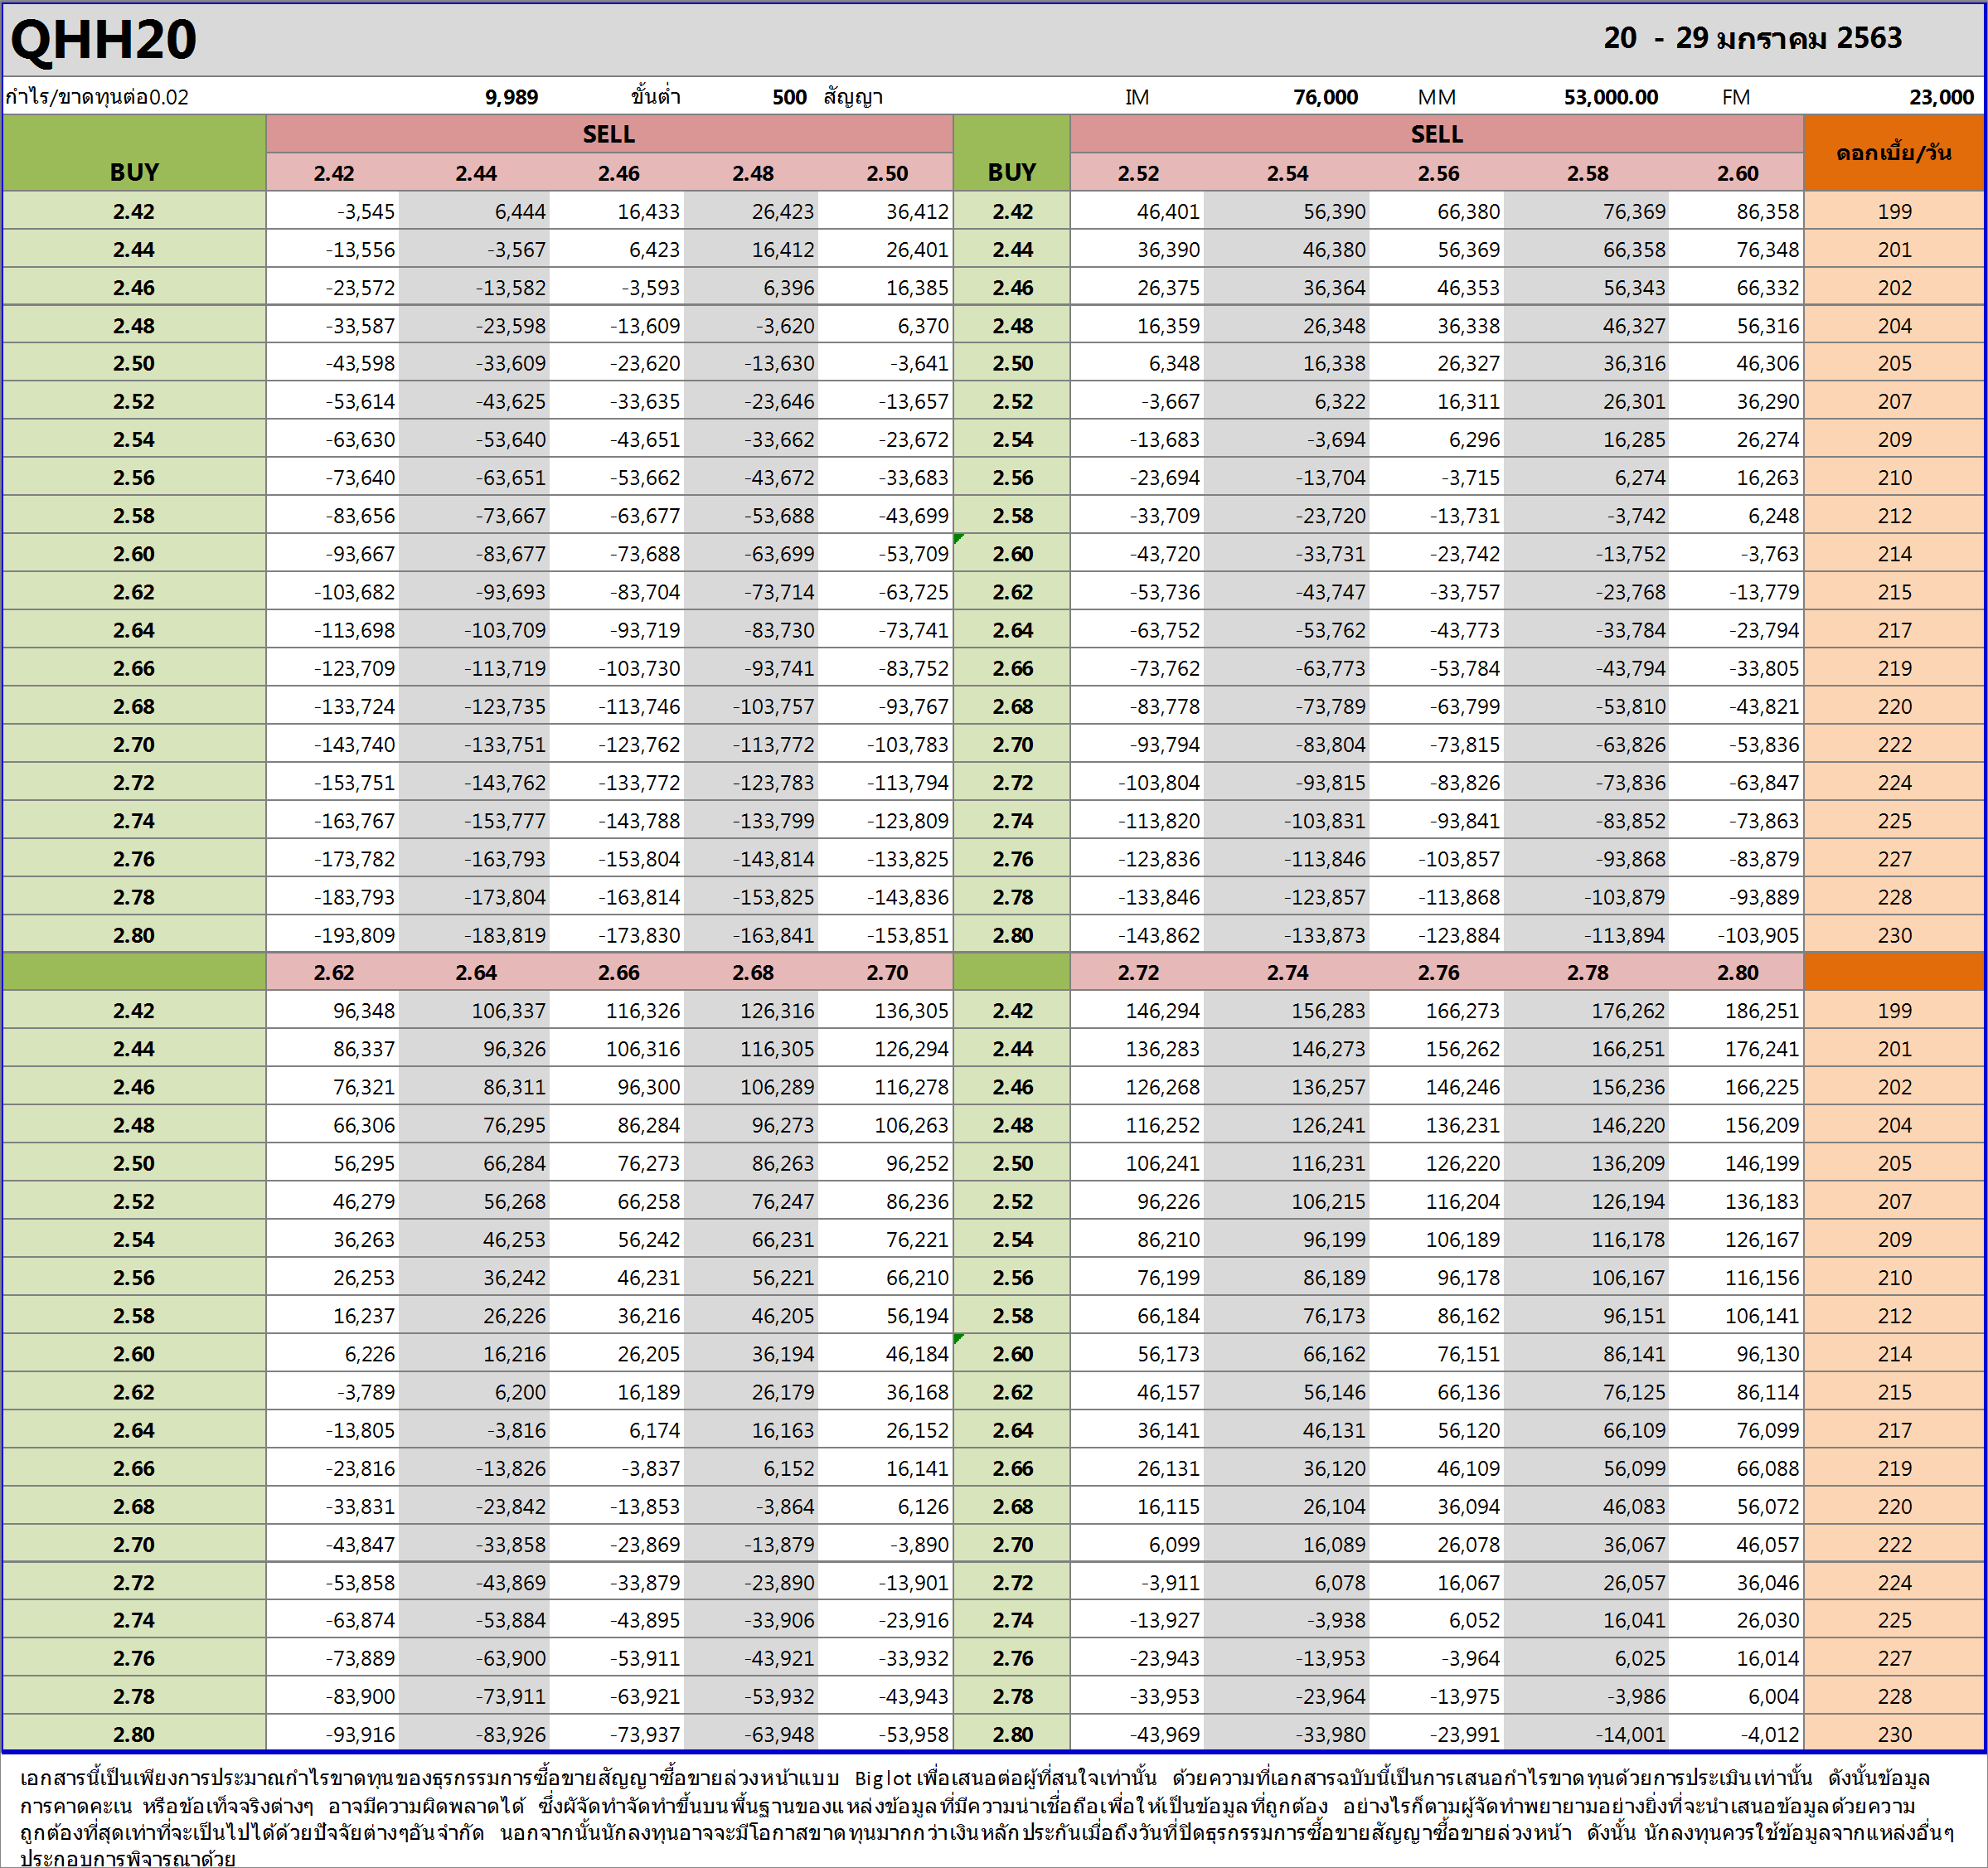 QHH20 20 - 29 มกราคม 2563
กำไร/ขาดทุนต่อ0.02 9,989 ขั้นต่ำ 500 สัญญา IM 76,000 MM 53,000.00 FM 23,000
SELL SELL
BUY 2.42 2.44 2.46 2.48 2.50 BUY 2.52 2.54 2.56 2.58 2.60 ดอกเบี้ย/วัน
2.42 -3,545 6,444 16,433 26,423 36,412 2.42 46,401 56,390 66,380 76,369 86,358 199
2.44 -13,556 -3,567 6,423 16,412 26,401 2.44 36,390 46,380 56,369 66,358 76,348 201
2.46 -23,572 -13,582 -3,593 6,396 16,385 2.46 26,375 36,364 46,353 56,343 66,332 202
2.48 -33,587 -23,598 -13,609 -3,620 6,370 2.48 16,359 26,348 36,338 46,327 56,316 204
2.50 -43,598 -33,609 -23,620 -13,630 -3,641 2.50 6,348 16,338 26,327 36,316 46,306 205
2.52 -53,614 -43,625 -33,635 -23,646 -13,657 2.52 -3,667 6,322 16,311 26,301 36,290 207
2.54 -63,630 -53,640 -43,651 -33,662 -23,672 2.54 -13,683 -3,694 6,296 16,285 26,274 209
2.56 -73,640 -63,651 -53,662 -43,672 -33,683 2.56 -23,694 -13,704 -3,715 6,274 16,263 210
2.58 -83,656 -73,667 -63,677 -53,688 -43,699 2.58 -33,709 -23,720 -13,731 -3,742 6,248 212
2.60 -93,667 -83,677 -73,688 -63,699 -53,709 2.60 -43,720 -33,731 -23,742 -13,752 -3,763 214
2.62 -103,682 -93,693 -83,704 -73,714 -63,725 2.62 -53,736 -43,747 -33,757 -23,768 -13,779 215
2.64 -113,698 -103,709 -93,719 -83,730 -73,741 2.64 -63,752 -53,762 -43,773 -33,784 -23,794 217
2.66 -123,709 -113,719 -103,730 -93,741 -83,752 2.66 -73,762 -63,773 -53,784 -43,794 -33,805 219
2.68 -133,724 -123,735 -113,746 -103,757 -93,767 2.68 -83,778 -73,789 -63,799 -53,810 -43,821 220
2.70 -143,740 -133,751 -123,762 -113,772 -103,783 2.70 -93,794 -83,804 -73,815 -63,826 -53,836 222
2.72 -153,751 -143,762 -133,772 -123,783 -113,794 2.72 -103,804 -93,815 -83,826 -73,836 -63,847 224
2.74 -163,767 -153,777 -143,788 -133,799 -123,809 2.74 -113,820 -103,831 -93,841 -83,852 -73,863 225
2.76 -173,782 -163,793 -153,804 -143,814 -133,825 2.76 -123,836 -113,846 -103,857 -93,868 -83,879 227
2.78 -183,793 -173,804 -163,814 -153,825 -143,836 2.78 -133,846 -123,857 -113,868 -103,879 -93,889 228
2.80 -193,809 -183,819 -173,830 -163,841 -153,851 2.80 -143,862 -133,873 -123,884 -113,894 -103,905 230
2.62 2.64 2.66 2.68 2.70 2.72 2.74 2.76 2.78 2.80
2.42 96,348 106,337 116,326 126,316 136,305 2.42 146,294 156,283 166,273 176,262 186,251 199
2.44 86,337 96,326 106,316 116,305 126,294 2.44 136,283 146,273 156,262 166,251 176,241 201
2.46 76,321 86,311 96,300 106,289 116,278 2.46 126,268 136,257 146,246 156,236 166,225 202
2.48 66,306 76,295 86,284 96,273 106,263 2.48 116,252 126,241 136,231 146,220 156,209 204
2.50 56,295 66,284 76,273 86,263 96,252 2.50 106,241 116,231 126,220 136,209 146,199 205
2.52 46,279 56,268 66,258 76,247 86,236 2.52 96,226 106,215 116,204 126,194 136,183 207
2.54 36,263 46,253 56,242 66,231 76,221 2.54 86,210 96,199 106,189 116,178 126,167 209
2.56 26,253 36,242 46,231 56,221 66,210 2.56 76,199 86,189 96,178 106,167 116,156 210
2.58 16,237 26,226 36,216 46,205 56,194 2.58 66,184 76,173 86,162 96,151 106,141 212
2.60 6,226 16,216 26,205 36,194 46,184 2.60 56,173 66,162 76,151 86,141 96,130 214
2.62 -3,789 6,200 16,189 26,179 36,168 2.62 46,157 56,146 66,136 76,125 86,114 215
2.64 -13,805 -3,816 6,174 16,163 26,152 2.64 36,141 46,131 56,120 66,109 76,099 217
2.66 -23,816 -13,826 -3,837 6,152 16,141 2.66 26,131 36,120 46,109 56,099 66,088 219
2.68 -33,831 -23,842 -13,853 -3,864 6,126 2.68 16,115 26,104 36,094 46,083 56,072 220
2.70 -43,847 -33,858 -23,869 -13,879 -3,890 2.70 6,099 16,089 26,078 36,067 46,057 222
2.72 -53,858 -43,869 -33,879 -23,890 -13,901 2.72 -3,911 6,078 16,067 26,057 36,046 224
2.74 -63,874 -53,884 -43,895 -33,906 -23,916 2.74 -13,927 -3,938 6,052 16,041 26,030 225
2.76 -73,889 -63,900 -53,911 -43,921 -33,932 2.76 -23,943 -13,953 -3,964 6,025 16,014 227
2.78 -83,900 -73,911 -63,921 -53,932 -43,943 2.78 -33,953 -23,964 -13,975 -3,986 6,004 228
2.80 -93,916 -83,926 -73,937 -63,948 -53,958 2.80 -43,969 -33,980 -23,991 -14,001 -4,012 230
เอกสารนี้เป็นเพียงการประมาณกำไรขาดทุนของธุรกรรมการซื้อขายสัญญาซื้อขายล่วงหน้าแบบ Big lot เพื่อเสนอต่อผู้ที่สนใจเท่านั้น ด้วยความที่เอกสารฉบับนี้เป็นการเสนอกำไรขาดทุนด้วยการประเมินเท่านั้น ดังนั้นข้อมูล
การคาดคะเน หรือข้อเท็จจริงต่างๆ อาจมีความผิดพลาดได้ ซึ่งผัจัดทำจัดทำขึ้นบนพื้นฐานของแหล่งข้อมูลที่มีความน่าเชื่อถือเพื่อให้เป็นข้อมูลที่ถูกต้อง อย่างไรก็ตามผู้จัดทำพยายามอย่างยิ่งที่จะนำเสนอข้อมูลด้วยความ
ถูกต้องที่สุดเท่าที่จะเป็นไปได้ด้วยปัจจัยต่างๆอันจำกัด นอกจากนั้นนักลงทุนอาจจะมีโอกาสขาดทุนมากกว่าเงินหลักประกันเมื่อถึงวันที่ปิดธุรกรรมการซื้อขายสัญญาซื้อขายล่วงหน้า ดังนั้น นักลงทุนควรใช้ข้อมูลจากแหล่งอื่นๆ
ประกอบการพิจารณาด้วย